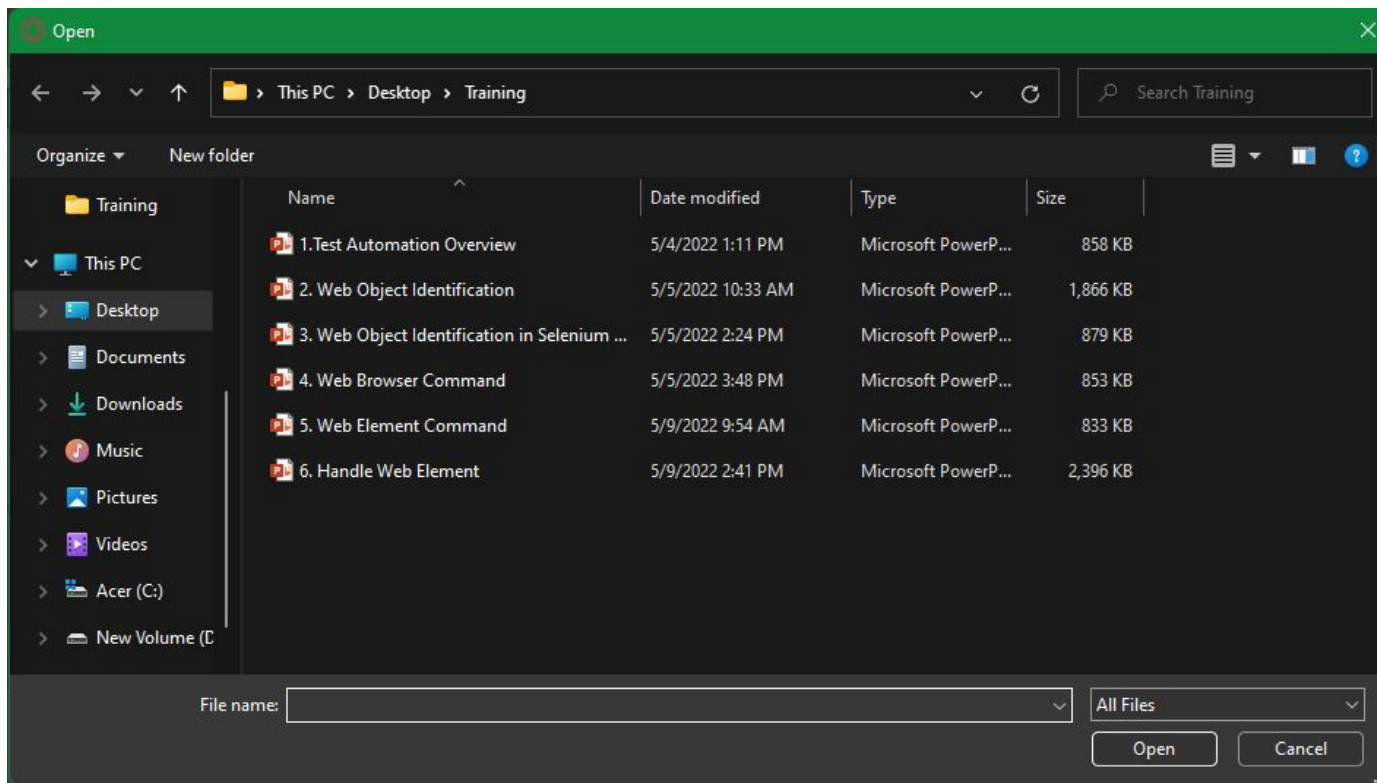 Open
This PC > Desktop > Training
Search Training
Organize
New folder
Training
This PC
Desktop
Documents
Downloads
Music
Pictures
Videos
Acer (C:)
New Volume (D
Name Date modified Type Size
1.Test Automation Overview 5/4/2022 1:11 PM Microsoft PowerP... 858 KB
2. Web Object Identification 5/5/2022 10:33 AM Microsoft PowerP... 1,866 KB
3. Web Object Identification in Selenium ... 5/5/2022 2:24 PM Microsoft PowerP... 879 KB
4. Web Browser Command 5/5/2022 3:48 PM Microsoft PowerP... 853 KB
5. Web Element Command 5/9/2022 9:54 AM Microsoft PowerP... 833 KB
6. Handle Web Element 5/9/2022 2:41 PM Microsoft PowerP... 2,396 KB
File name:
All Files
Open
Cancel